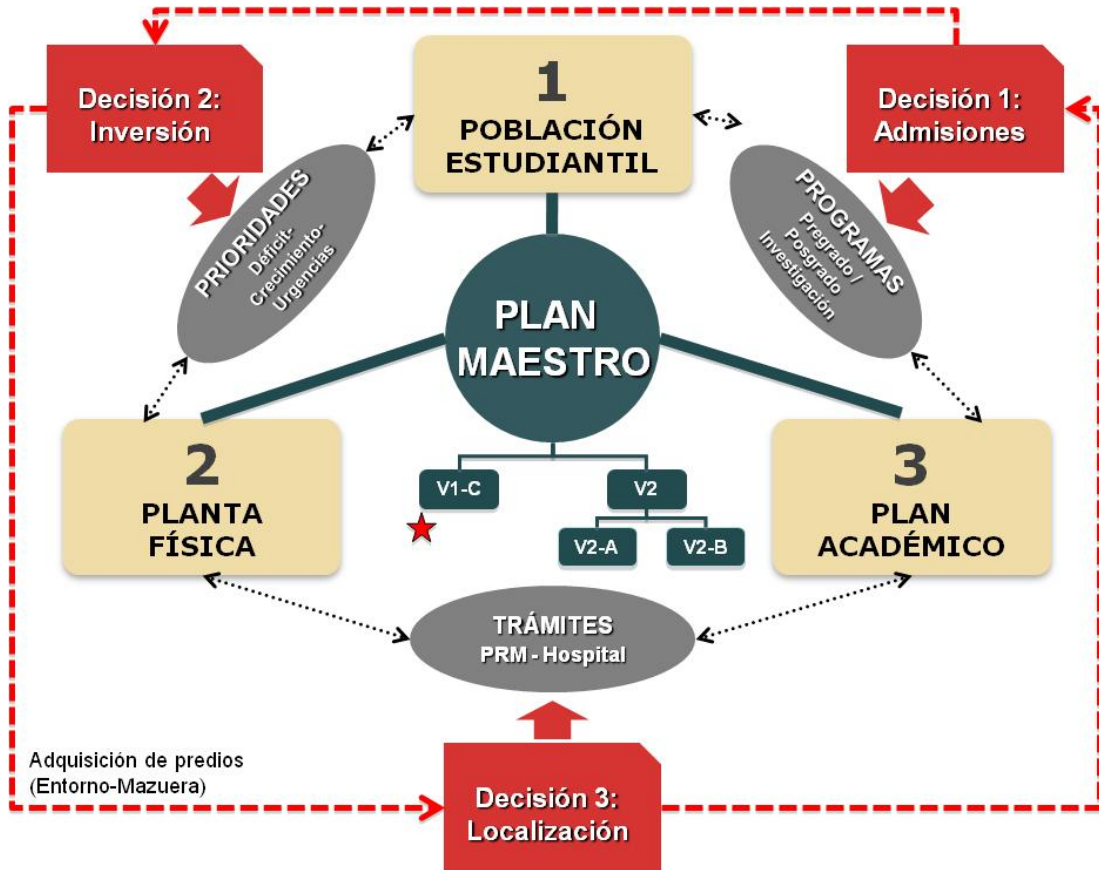 Decisión 2:
Inversión
1
POBLACIÓN
ESTUDIANTIL
Decisión 1:
Admisiones
PRIORIDADES
Déficit-
Crecimiento-
Urgencias
PROGRAMAS
Pregrado /
Posgrado
Investigación
PLAN
MAESTRO
2
PLANTA
FÍSICA
V1-C
V2
V2-A
V2-B
3
PLAN
ACADÉMICO
TRÁMITES
PRM - Hospital
Adquisición de predios
(Entorno-Mazuera)
Decisión 3:
Localización